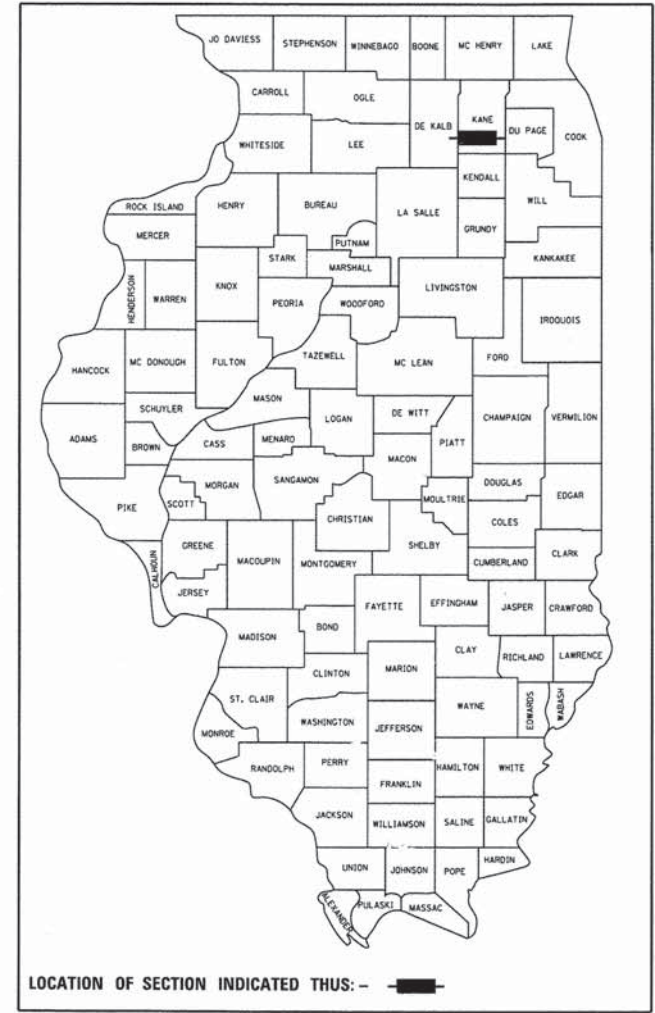 JO DAVIESS STEPHENSON WINNEBAGO BOONE MC HENRY LAKE
CARROLL OGLE DE KALB KANE DU PAGE COOK
WHITESIDE LEE
KENDALL
ROCK ISLAND HENRY BUREAU LA SALLE WILL
MERCER PUTNAM GRUNDY
STARK MARSHALL KANKAKEE
HENDERSON WARREN KNOX PEORIA WOODFORD LIVINGSTON IROQUOIS
HANCOCK MC DONOUGH FULTON TAZEWELL MC LEAN FORD
MASON
SCHUYLER LOGAN DE WITT CHAMPAIGN VERMILION
ADAMS BROWN CASS MENARD PIATT
MACON
MORGAN SANGAMON DOUGLAS
PIKE SCOTT CHRISTIAN MOULTRIE EDGAR
COLES
GREENE SHELBY
CALHOUN MACOUPIN MONTGOMERY CUMBERLAND CLARK
JERSEY FAYETTE EFFINGHAM JASPER CRAWFORD
MADISON BOND
CLAY RICHLAND LAWRENCE
CLINTON MARION
ST. CLAIR WAYNE EDWARDS WABASH
WASHINGTON JEFFERSON
MONROE
RANDOLPH PERRY HAMILTON WHITE
FRANKLIN
JACKSON WILLIAMSON SALINE GALLATIN
UNION JOHNSON POPE HARDIN
ALEXANDER PULASKI MASSAC
LOCATION OF SECTION INDICATED THUS: -